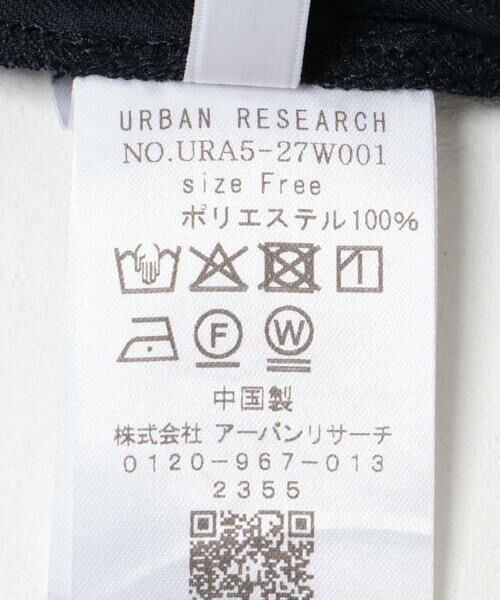 URBAN RESEARCH
NO.URA5-27W001
size Free
ポリエステル100%
F W
中国製
株式会社 アーバンリサーチ
0120-967-013
2355